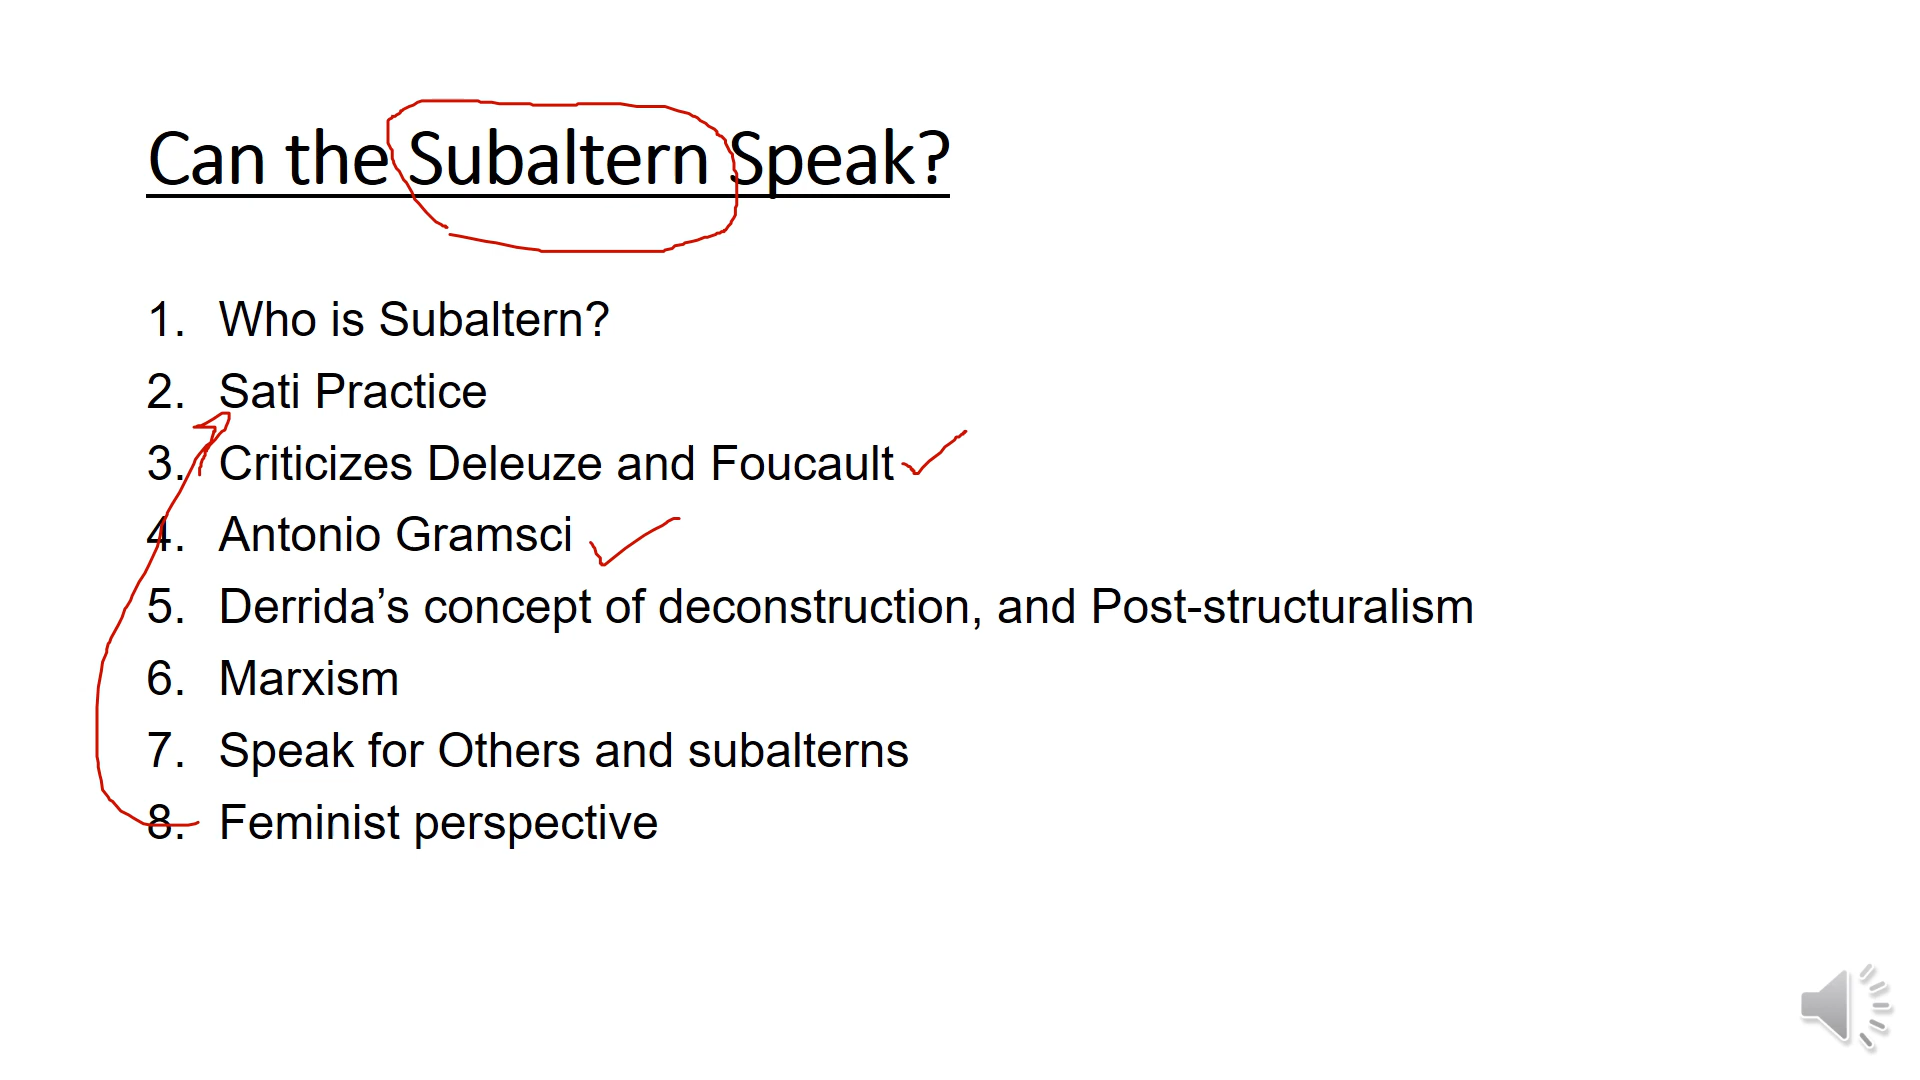 Can the Subaltern Speak?
1. Who is Subaltern?
2. Sati Practice
3. Criticizes Deleuze and Foucault
4. Antonio Gramsci
5. Derrida’s concept of deconstruction, and Post-structuralism
6. Marxism
7. Speak for Others and subalterns
8. Feminist perspective